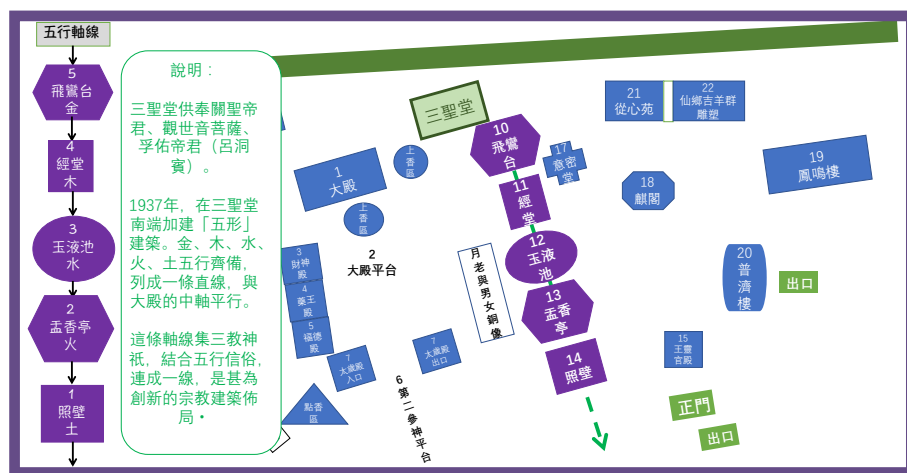 五行軸線
5
飛鸞台
金
4
經堂
木
3
玉液池
水
2
盂香亭
火
1
照壁
土
說明：
三聖堂供奉關聖帝
君、觀世音菩薩、
孚佑帝君（呂洞
賓）。
1937年，在三聖堂
南端加建「五形」
建築。金、木、水、
火、土五行齊備，
列成一條直線，與
大殿的中軸平行。
這條軸線集三教神
祇，結合五行信俗，
連成一線，是甚為
創新的宗教建築佈
局・
三聖堂
1
大殿
上
香
區
上
香
區
2
大殿平台
3
財神
殿
4
藥王
殿
5
福德
殿
7
太歲殿
入口
7
太歲殿
出口
點香
區
6
第
二
參
神
平
台
月
老
與
男
女
銅
像
10
飛鸞
台
11
經
堂
12
玉液
池
13
盂香
亭
14
照壁
17
意密
堂
18
麒閣
21
從心苑
22
仙鄉吉羊群
雕塑
19
鳳鳴樓
20
普
濟
樓
出口
15
王靈
官殿
正門
出口